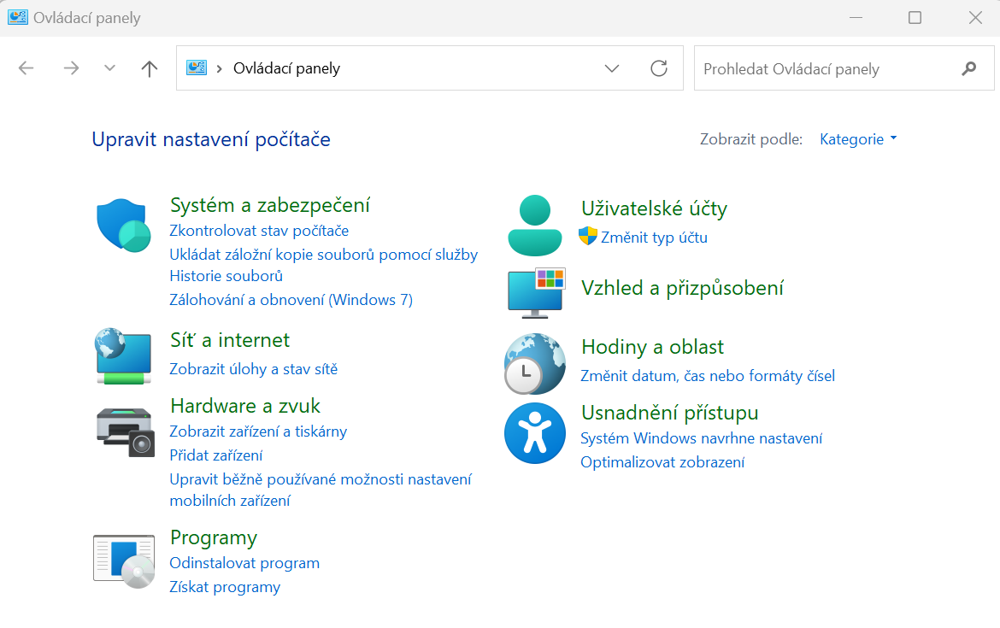 Ovládací panely
Ovládací panely
Prohledat Ovládací panely
Upravit nastavení počítače
Zobrazit podle: Kategorie
Systém a zabezpečení
Zkontrolovat stav počítače
Ukládat záložní kopie souborů pomocí služby
Historie souborů
Zálohování a obnovení (Windows 7)
Síť a internet
Zobrazit úlohy a stav sítě
Hardware a zvuk
Zobrazit zařízení a tiskárny
Přidat zařízení
Upravit běžně používané možnosti nastavení
mobilních zařízení
Programy
Odinstalovat program
Získat programy
Uživatelské účty
Změnit typ účtu
Vzhled a přizpůsobení
Hodiny a oblast
Změnit datum, čas nebo formáty čísel
Usnadnění přístupu
Systém Windows navrhne nastavení
Optimalizovat zobrazení